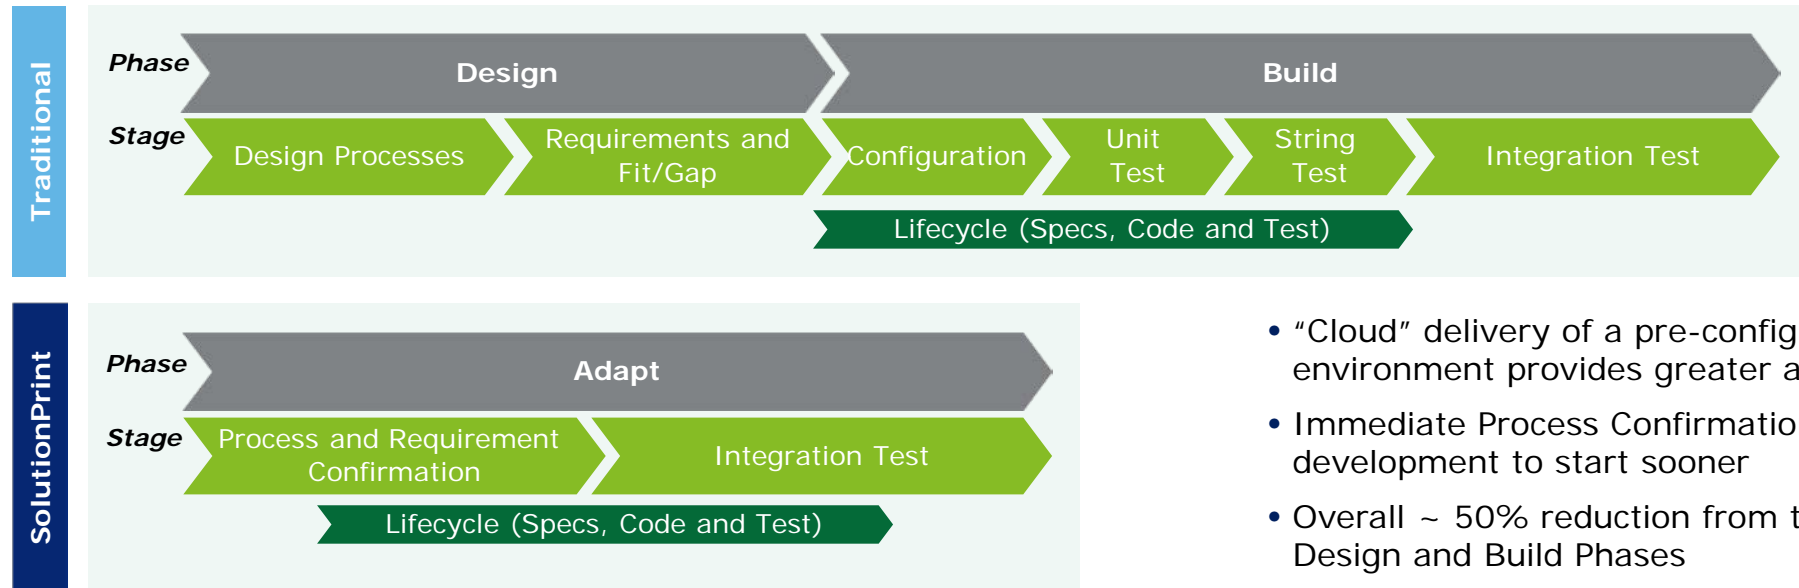 Traditional
Phase
Design
Build
Stage
Design Processes
Requirements and
Fit/Gap
Configuration
Unit
Test
String
Test
Integration Test
Lifecycle (Specs, Code and Test)
SolutionPrint
Phase
Adapt
Stage
Process and Requirement
Confirmation
Integration Test
Lifecycle (Specs, Code and Test)
• “Cloud” delivery of a pre-config
environment provides greater a
• Immediate Process Confirmatio
development to start sooner
• Overall ~ 50% reduction from t
Design and Build Phases